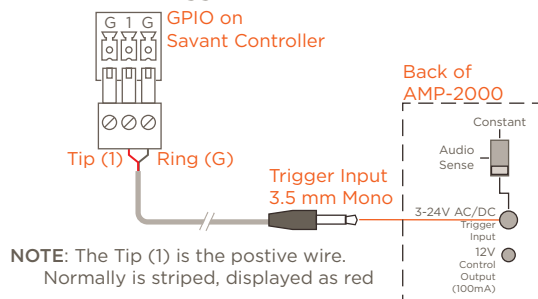 GPIO on
Savant Controller
G 1 G
Tip (1)
Ring (G)
Trigger Input
3.5 mm Mono
Back of
AMP-2000
Constant
Audio
Sense
3-24V AC/DC
Trigger
Input
12V
Control
Output
(100mA)
NOTE: The Tip (1) is the postive wire.
Normally is striped, displayed as red